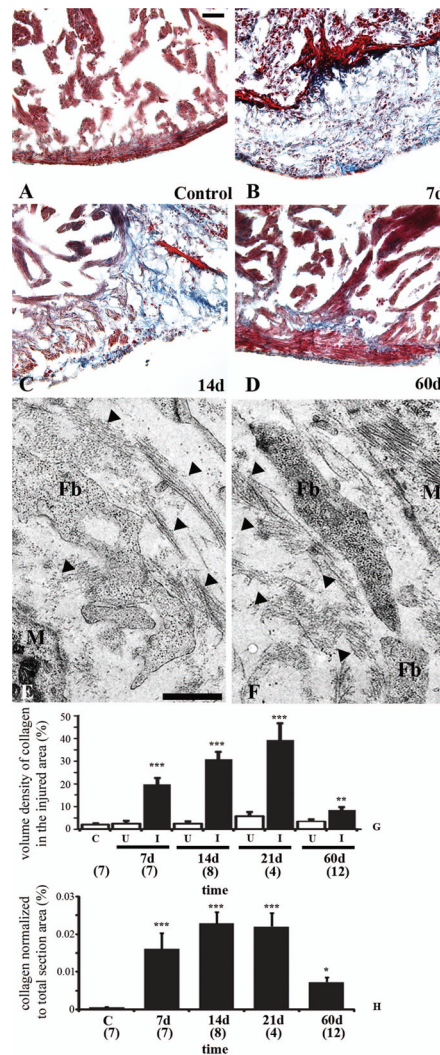 A Control B 7d
C 14d D 60d
Fb Fb M
M F Fb
volume density of collagen
in the injured area (%)
50
40
30
20
10
0
*** *** *** **
C U I U I U I U I G
7d 14d 21d 60d
(7) (7) (8) (4) (12)
time
collagen normalized
to total section area (%)
0.03
0.02
0.01
0
*** *** *** *
C 7d 14d 21d 60d H
(7) (7) (8) (4) (12)
time